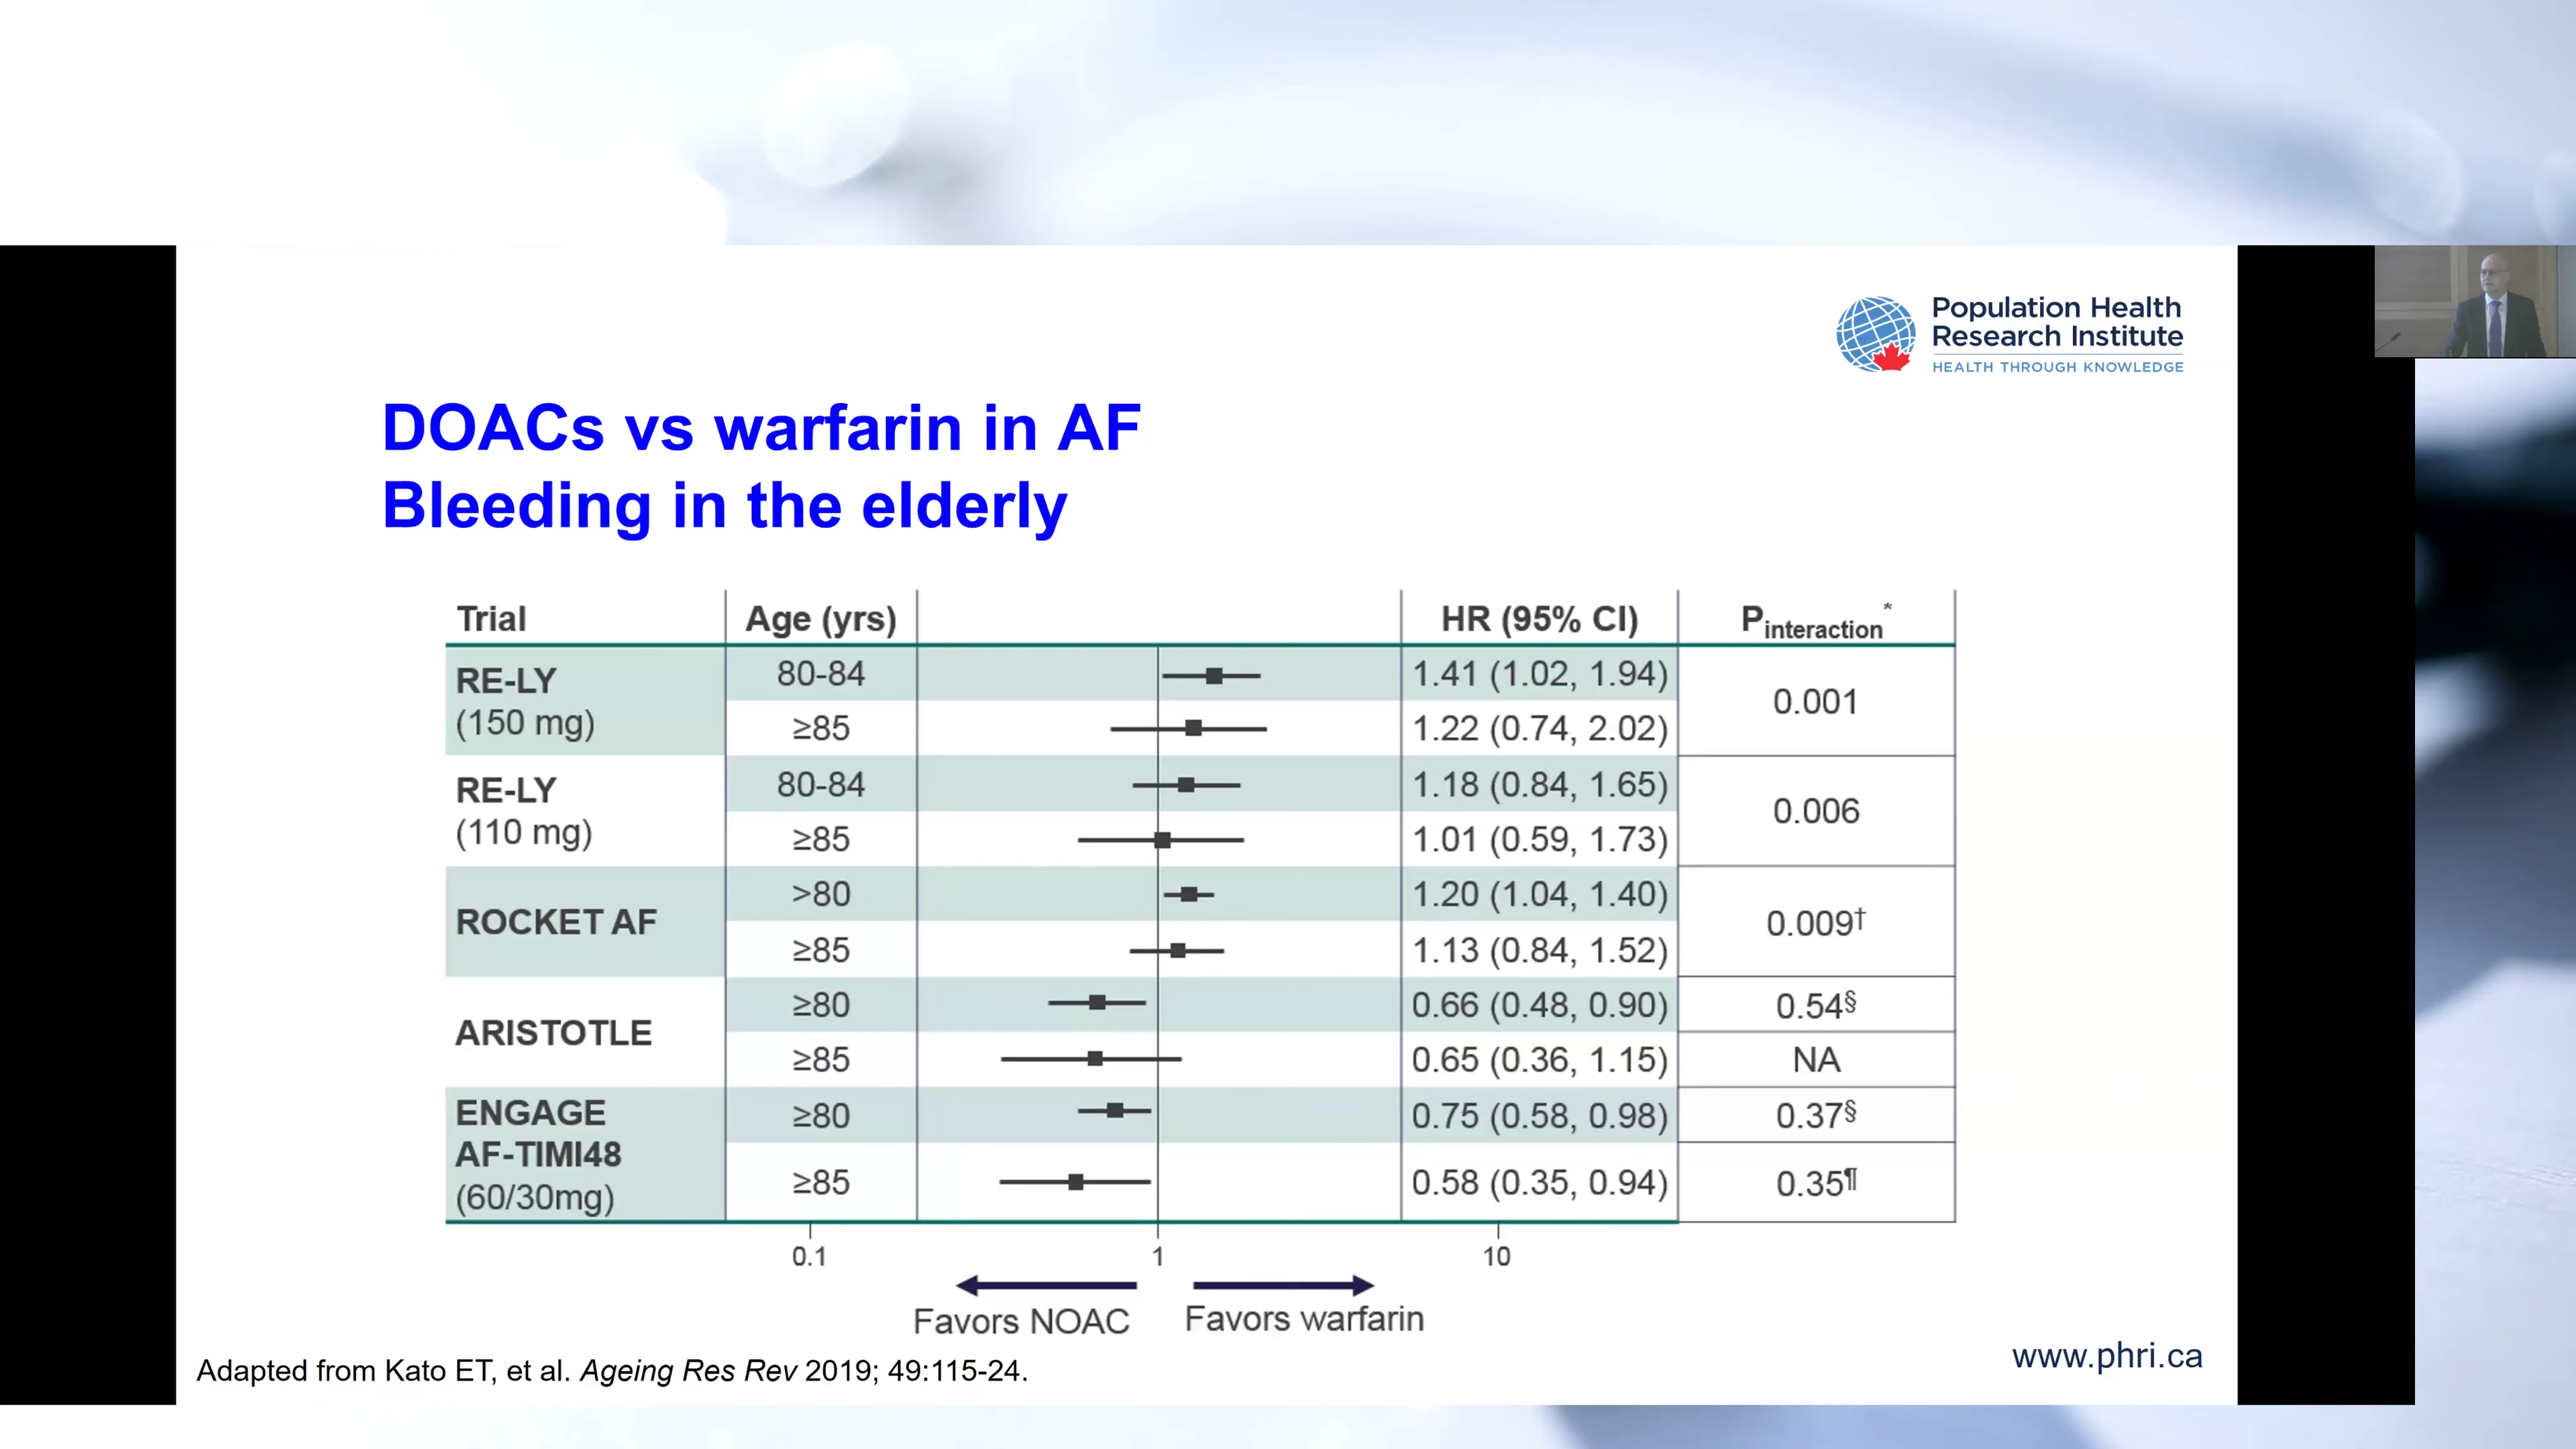 Population Health
Research Institute
HEALTH THROUGH KNOWLEDGE
DOACs vs warfarin in AF
Bleeding in the elderly
Trial Age (yrs) HR (95% CI) Pinteraction*
RE-LY (150 mg) 80-84 1.41 (1.02, 1.94) 0.001
≥85 1.22 (0.74, 2.02)
RE-LY (110 mg) 80-84 1.18 (0.84, 1.65) 0.006
≥85 1.01 (0.59, 1.73)
ROCKET AF >80 1.20 (1.04, 1.40) 0.009†
≥85 1.13 (0.84, 1.52)
ARISTOTLE ≥80 0.66 (0.48, 0.90) 0.54§
≥85 0.65 (0.36, 1.15) NA
ENGAGE AF-TIMI48 (60/30mg) ≥80 0.75 (0.58, 0.98) 0.37§
≥85 0.58 (0.35, 0.94) 0.35¶
0.1 1 10
Favors NOAC Favors warfarin
www.phri.ca
Adapted from Kato ET, et al. Ageing Res Rev 2019; 49:115-24.